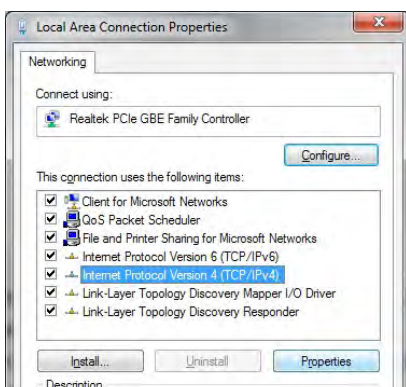 Local Area Connection Properties
Networking
Connect using:
Realtek PCIe GBE Family Controller
Configure...
This connection uses the following items:
Client for Microsoft Networks
QoS Packet Scheduler
File and Printer Sharing for Microsoft Networks
Internet Protocol Version 6 (TCP/IPv6)
Internet Protocol Version 4 (TCP/IPv4)
Link-Layer Topology Discovery Mapper I/O Driver
Link-Layer Topology Discovery Responder
Install... Uninstall Properties
Description